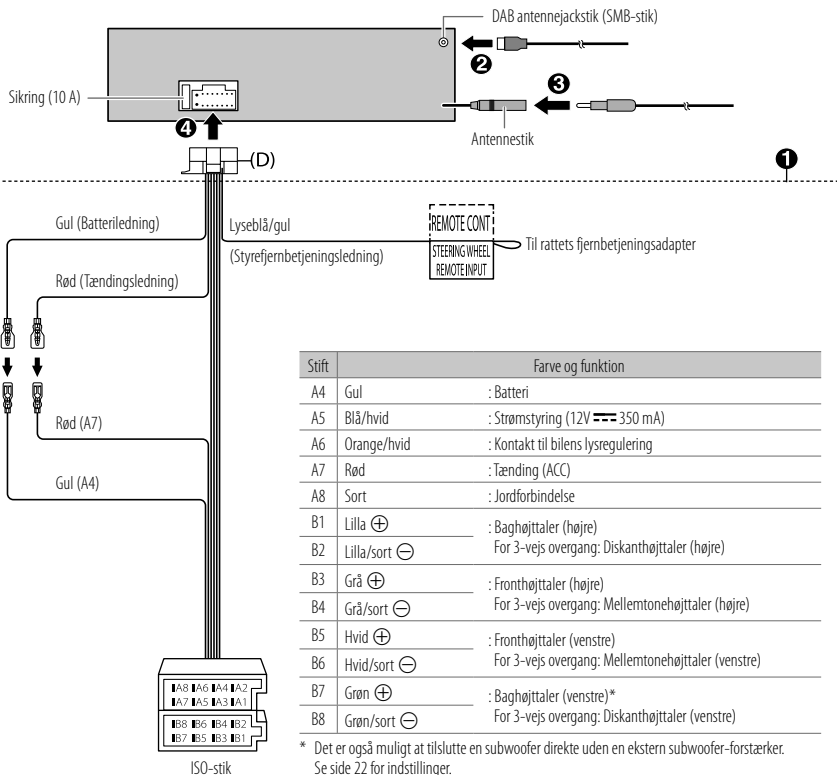 DAB antennejackstik (SMB-stik)
❷
❸
Sikring (10 A)
Antennestik
❹
(D)
❶
Gul (Batteriledning)
Lyseblå/gul
(Styrefjernbetjeningsledning)
REMOTE CONT
STEERING WHEEL
REMOTE INPUT
Til rattets fjernbetjeningsadapter
Rød (Tændingsledning)
Rød (A7)
Gul (A4)
Stift Farve og funktion
A4 Gul : Batteri
A5 Blå/hvid : Strømstyring (12V ⎓ 350 mA)
A6 Orange/hvid : Kontakt til bilens lysregulering
A7 Rød : Tænding (ACC)
A8 Sort : Jordforbindelse
B1 Lilla ⊕ : Baghøjttaler (højre)
B2 Lilla/sort ⊖ For 3-vejs overgang: Diskanthøjttaler (højre)
B3 Grå ⊕ : Fronthøjttaler (højre)
B4 Grå/sort ⊖ For 3-vejs overgang: Mellemtonehøjttaler (højre)
B5 Hvid ⊕ : Fronthøjttaler (venstre)
B6 Hvid/sort ⊖ For 3-vejs overgang: Mellemtonehøjttaler (venstre)
B7 Grøn ⊕ : Baghøjttaler (venstre)*
B8 Grøn/sort ⊖ For 3-vejs overgang: Diskanthøjttaler (venstre)
* Det er også muligt at tilslutte en subwoofer direkte uden en ekstern subwoofer-forstærker.
Se side 22 for indstillinger.
A8 A6 A4 A2
A7 A5 A3 A1
B8 B6 B4 B2
B7 B5 B3 B1
ISO-stik